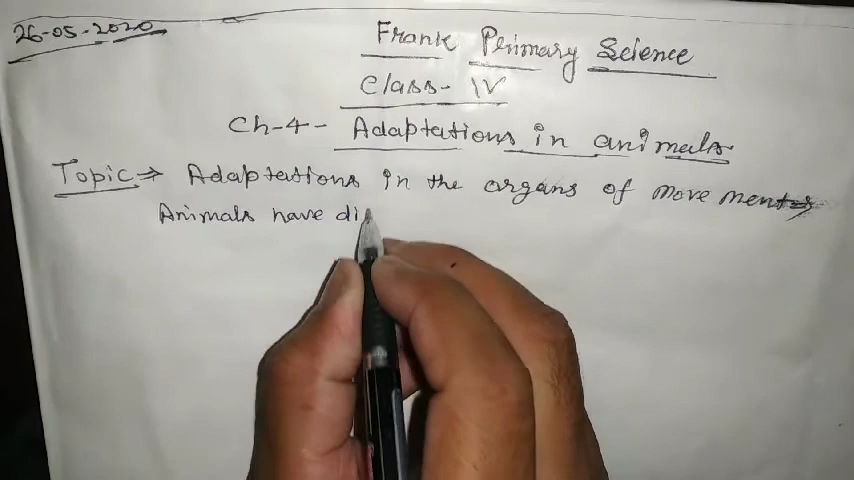 26-05-2020
Frank Primary Science
Class- IV
Ch-4- Adaptations in animals
Topic⇒ Adaptations in the organs of movements
Animals have di